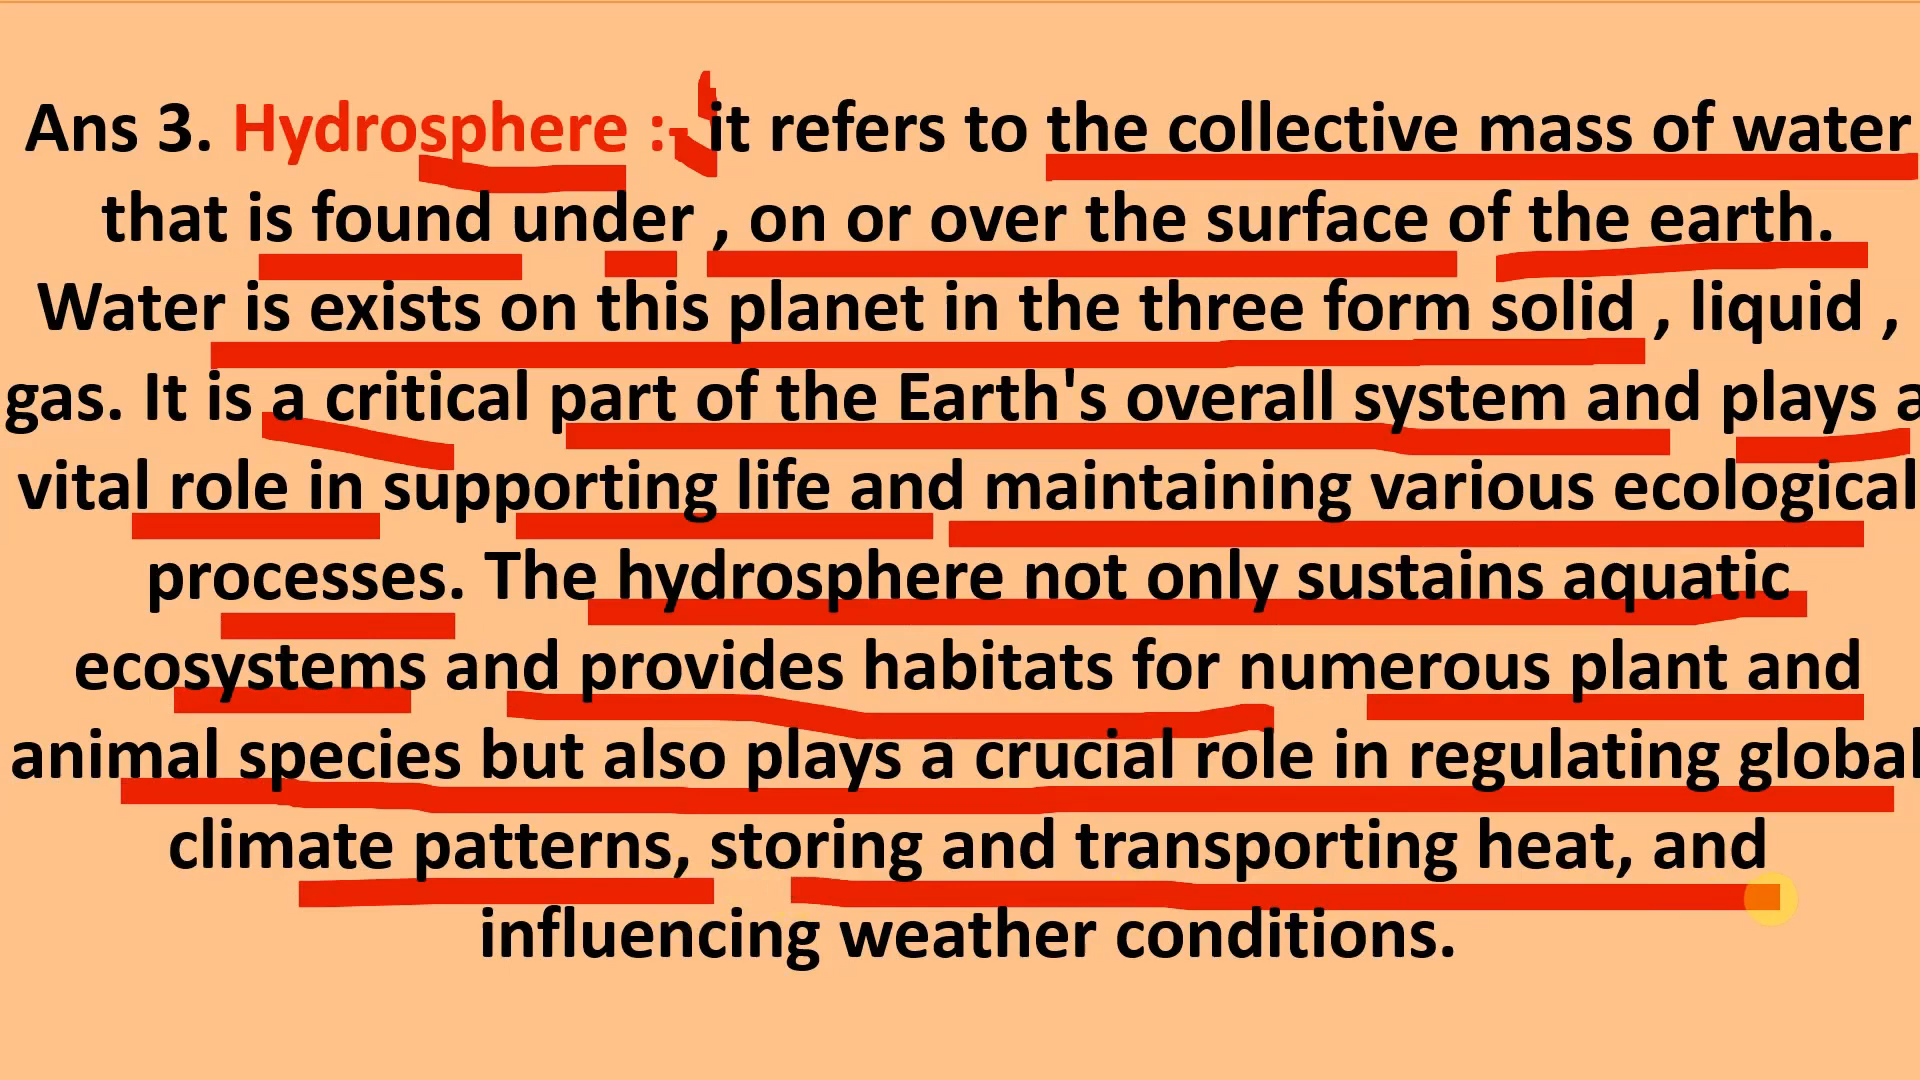 Ans 3. Hydrosphere :- it refers to the collective mass of water
that is found under , on or over the surface of the earth.
Water is exists on this planet in the three form solid , liquid ,
gas. It is a critical part of the Earth's overall system and plays a
vital role in supporting life and maintaining various ecological
processes. The hydrosphere not only sustains aquatic
ecosystems and provides habitats for numerous plant and
animal species but also plays a crucial role in regulating global
climate patterns, storing and transporting heat, and
influencing weather conditions.